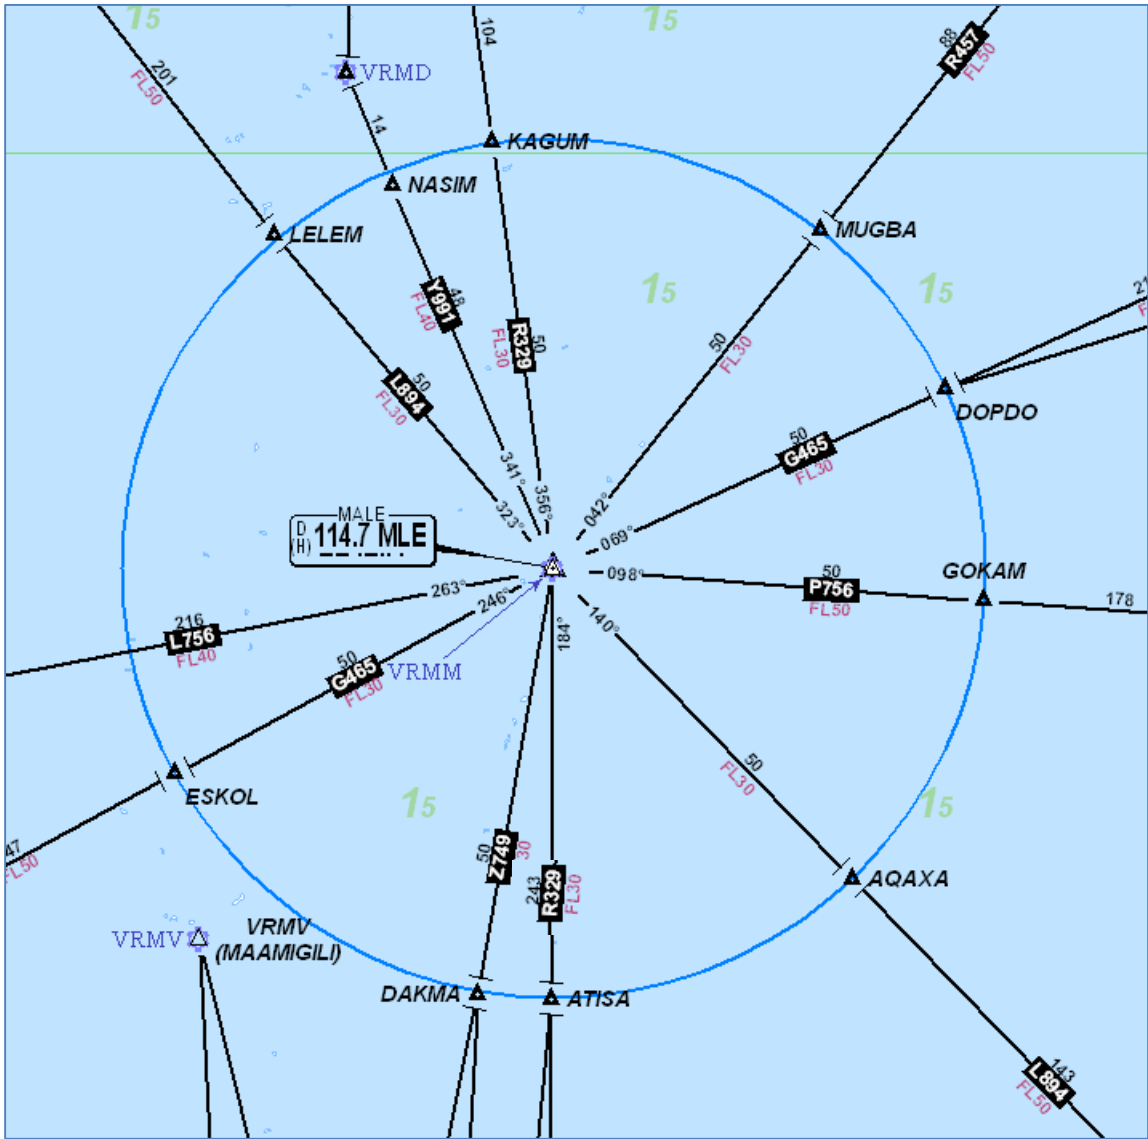 15
15
104
88
R457
FL50
201
FL50
VRMD
14
KAGUM
NASIM
LELEM
MUGBA
15
15
Y991
48
FL40
R329
50
FL30
50
FL30
L894
50
FL30
DOPDO
50
G465
FL30
341°
356°
323°
042°
069°
MALE
D
(H)
114.7 MLE
098°
50
P756
FL50
GOKAM
178
263°
246°
140°
184°
216
L756
FL40
50
G465
FL30
VRMM
ESKOL
50
FL30
15
15
50
Z749
30
243
R329
FL30
AQAXA
47
FL50
VRMV
VRMV
(MAAMIGILI)
DAKMA
ATISA
143
L894
FL50